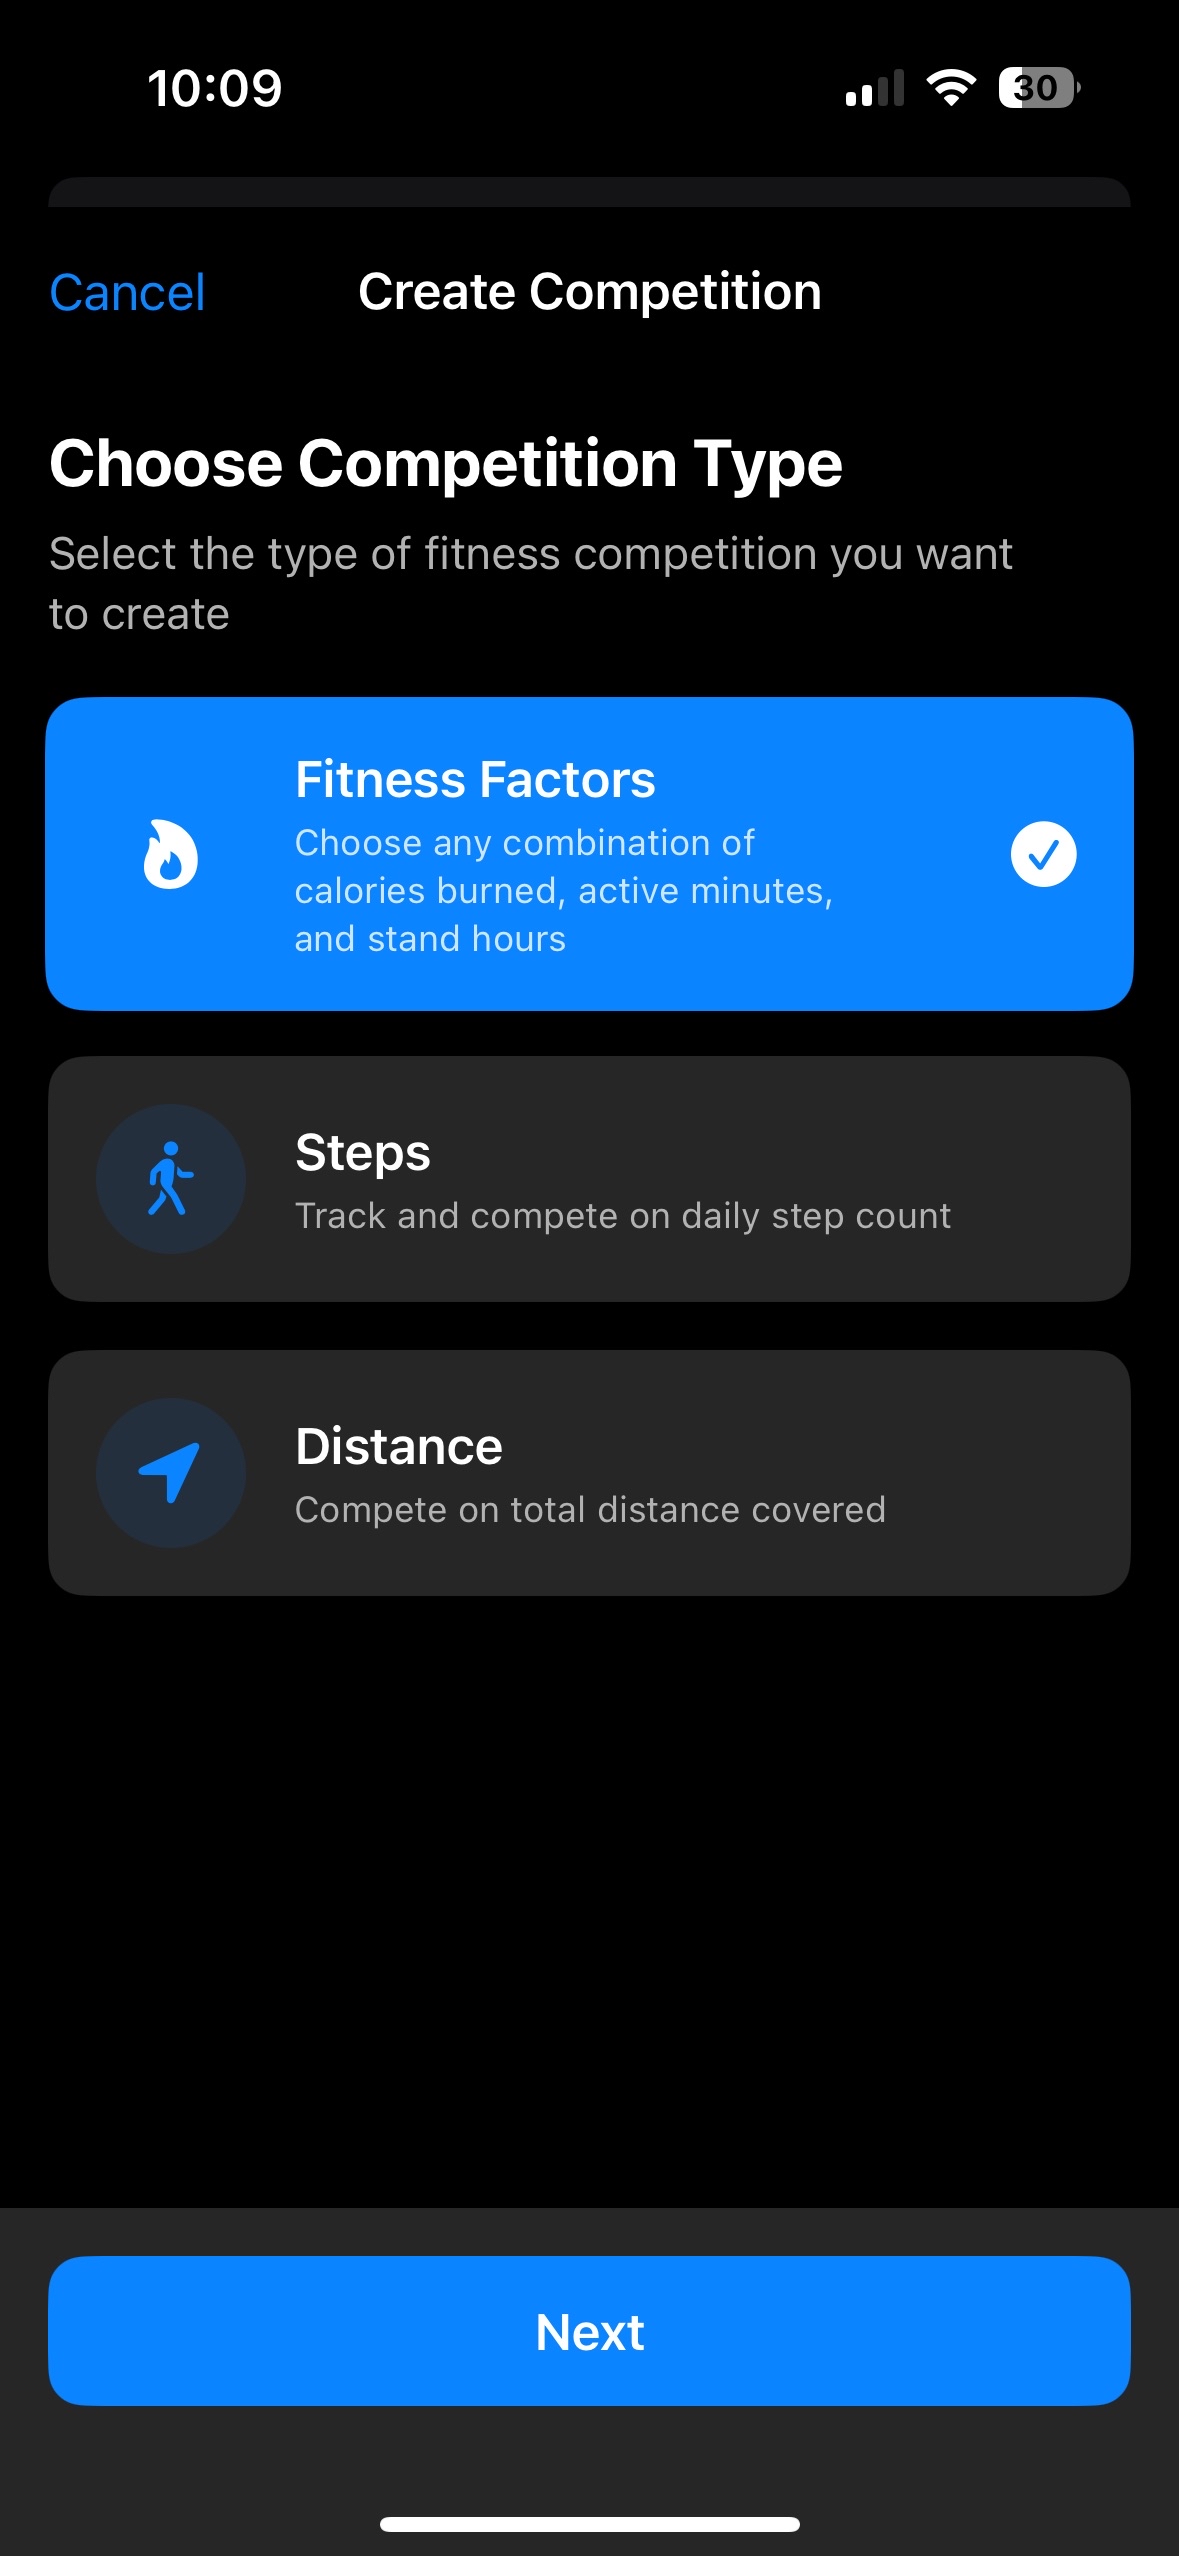 10:09
30
Cancel
Create Competition
Choose Competition Type
Select the type of fitness competition you want
to create
Fitness Factors
Choose any combination of
calories burned, active minutes,
and stand hours
Steps
Track and compete on daily step count
Distance
Compete on total distance covered
Next